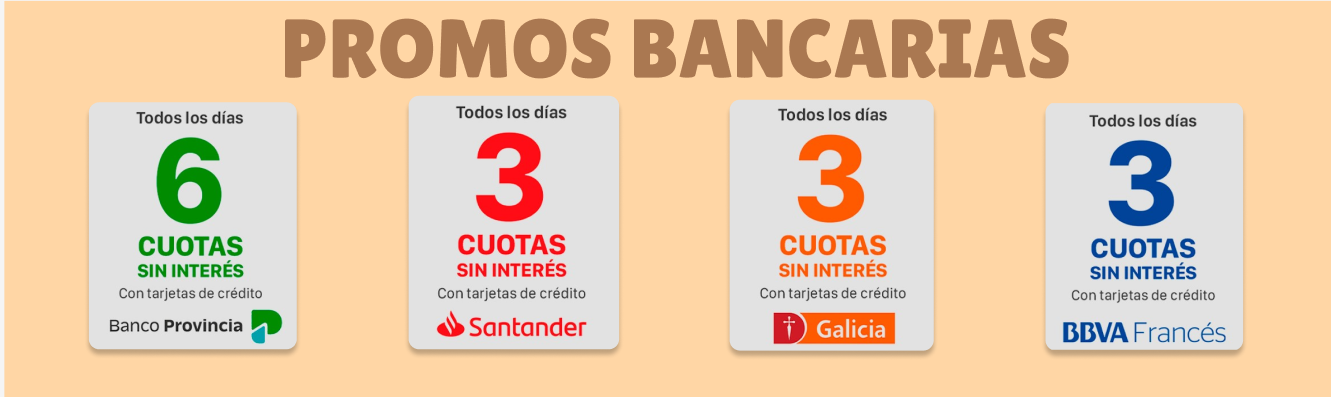 PROMOS BANCARIAS
Todos los días
6
CUOTAS
SIN INTERÉS
Con tarjetas de crédito
Banco Provincia
Todos los días
3
CUOTAS
SIN INTERÉS
Con tarjetas de crédito
Santander
Todos los días
3
CUOTAS
SIN INTERÉS
Con tarjetas de crédito
Galicia
Todos los días
3
CUOTAS
SIN INTERÉS
Con tarjetas de crédito
BBVA Francés